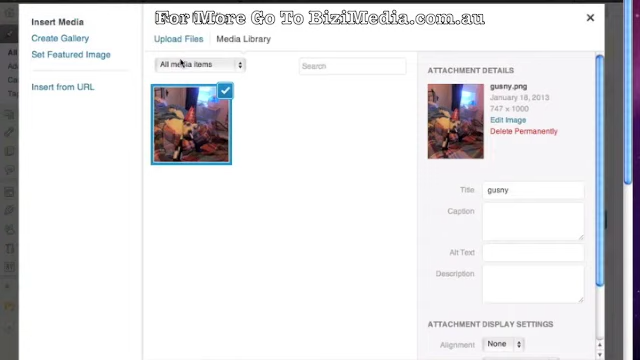 For More Go To BiziMedia.com.au
Insert Media
Create Gallery
Set Featured Image
Insert from URL
Upload Files
Media Library
All media items
Search
ATTACHMENT DETAILS
gusny.png
January 18, 2013
747 × 1000
Edit Image
Delete Permanently
Title
gusny
Caption
Alt Text
Description
ATTACHMENT DISPLAY SETTINGS
Alignment
None